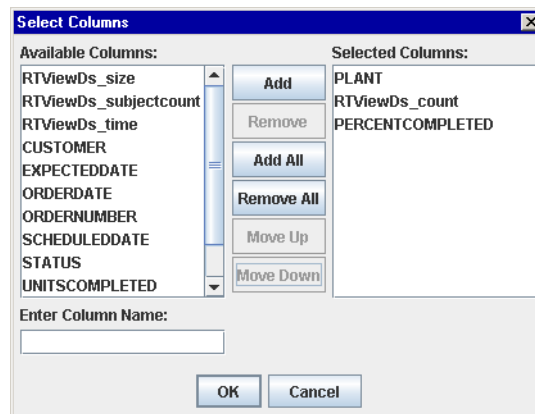 Select Columns
Available Columns:
RTViewDs_size
RTViewDs_subjectcount
RTViewDs_time
CUSTOMER
EXPECTEDDATE
ORDERDATE
ORDERNUMBER
SCHEDULEDDATE
STATUS
UNITSCOMPLETED
Add
Remove
Add All
Remove All
Move Up
Move Down
Selected Columns:
PLANT
RTViewDs_count
PERCENTCOMPLETED
Enter Column Name:
OK
Cancel